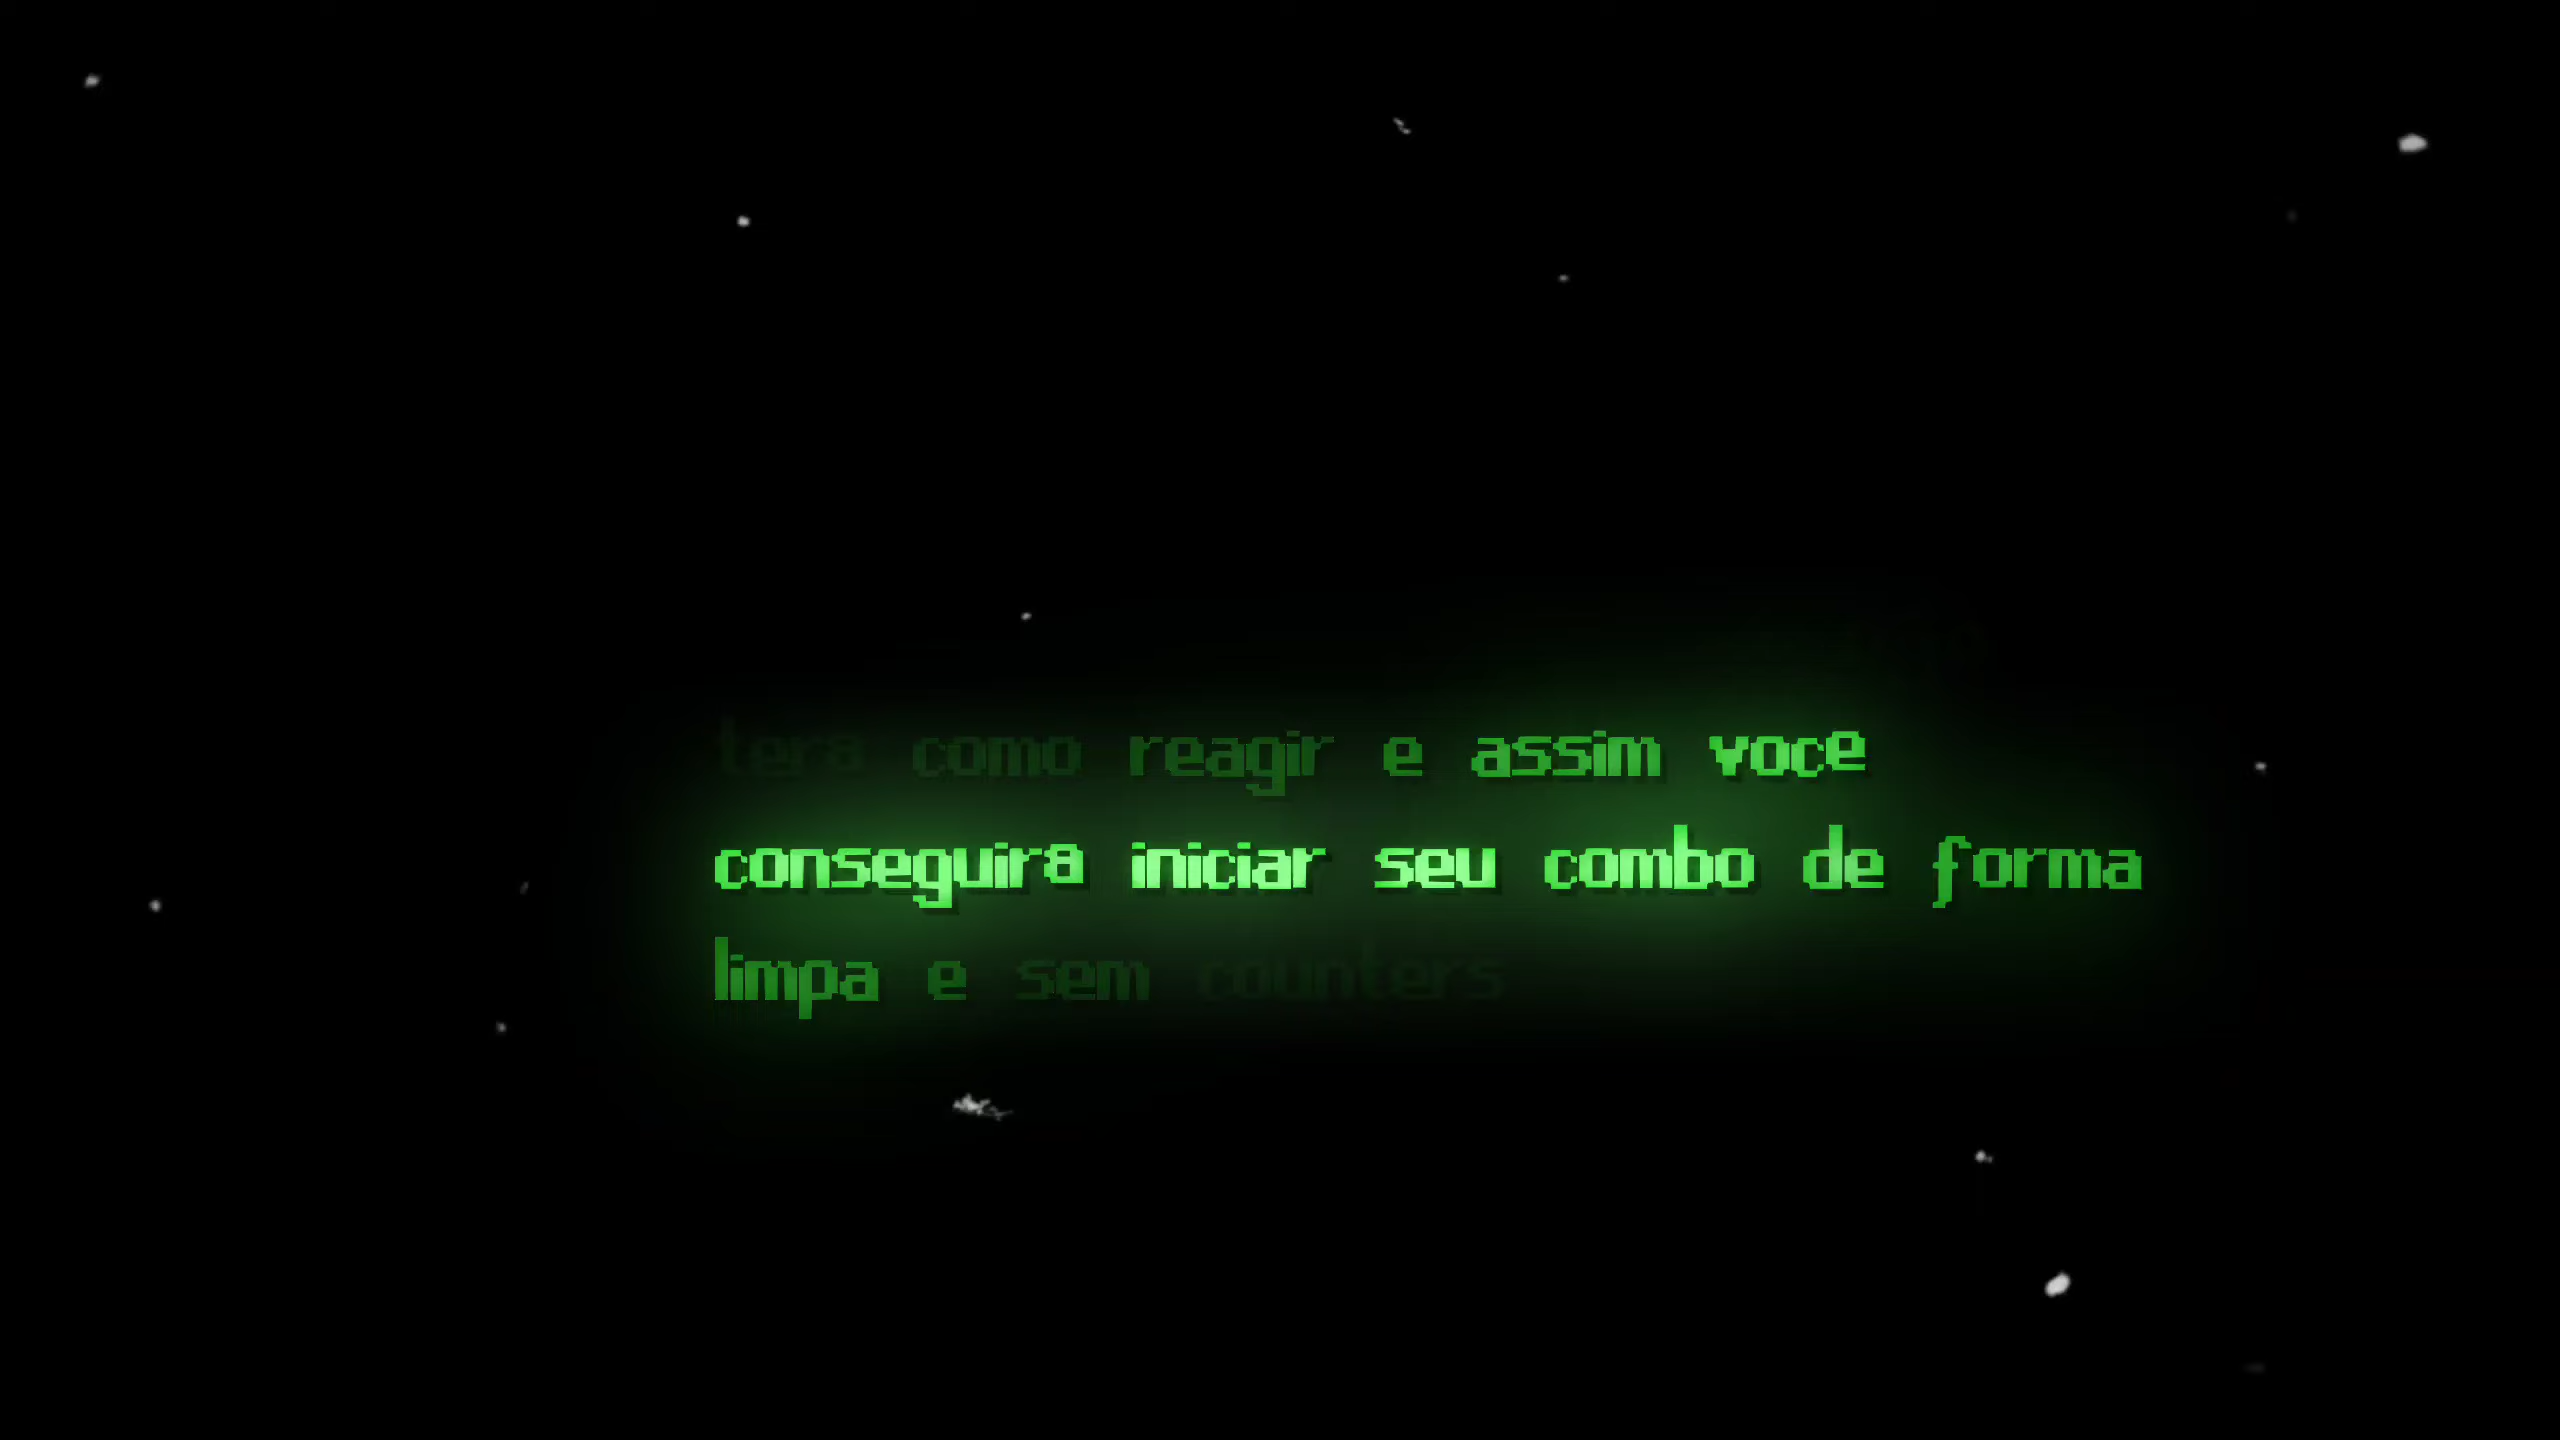 tera como reagir e assim voce
conseguira iniciar seu combo de forma
limpa e sem counters